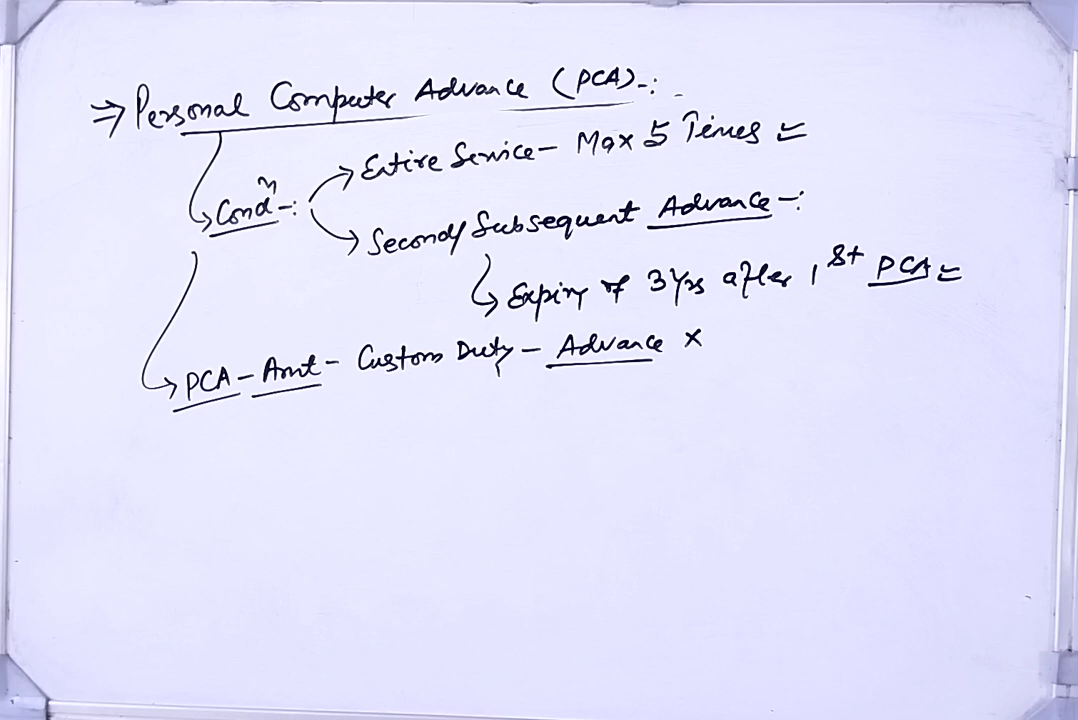 ⇒ Personal Computer Advance (PCA)-:
Condn-: → Entire Service - Max 5 Times
→ Second/Subsequent Advance-:
↳ Expiry of 3 Yrs after 1st PCA
↳ PCA - Amt - Custom Duty - Advance ×